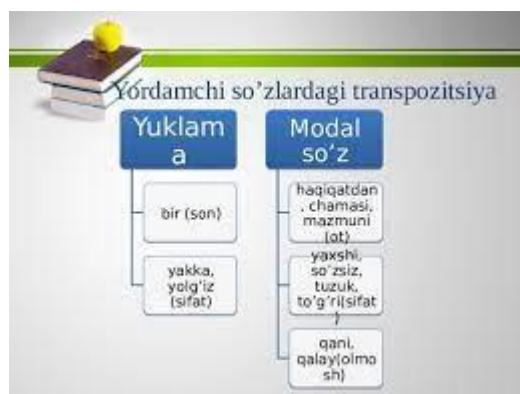 Yordamchi so'zlardagi transpozitsiya
Yuklam
a
bir (son)
yakka,
yolg'iz
(sifat)
Modal
so'z
haqiqatdan
, chamasi,
mazmuni
(ot)
yaxshi,
so'zsiz,
tuzuk,
to'g'ri(sifat
)
qani,
qalay(olmo
sh)